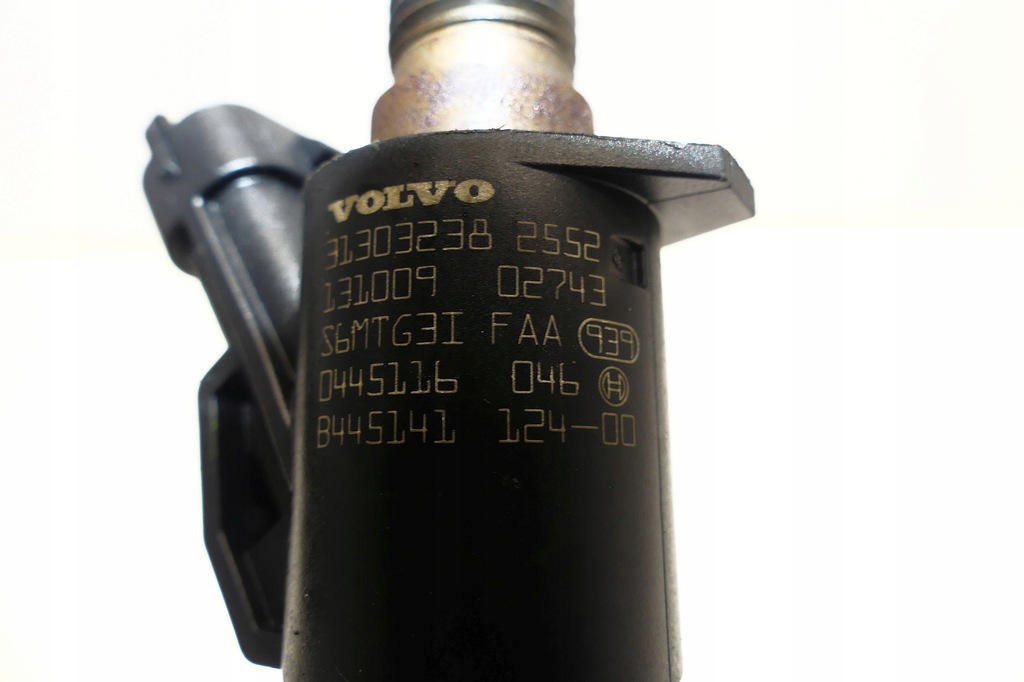 VOLVO
31303238 2552
131009 02743
S6MTG3I FAA 939
0445116 046
B445141 124-00